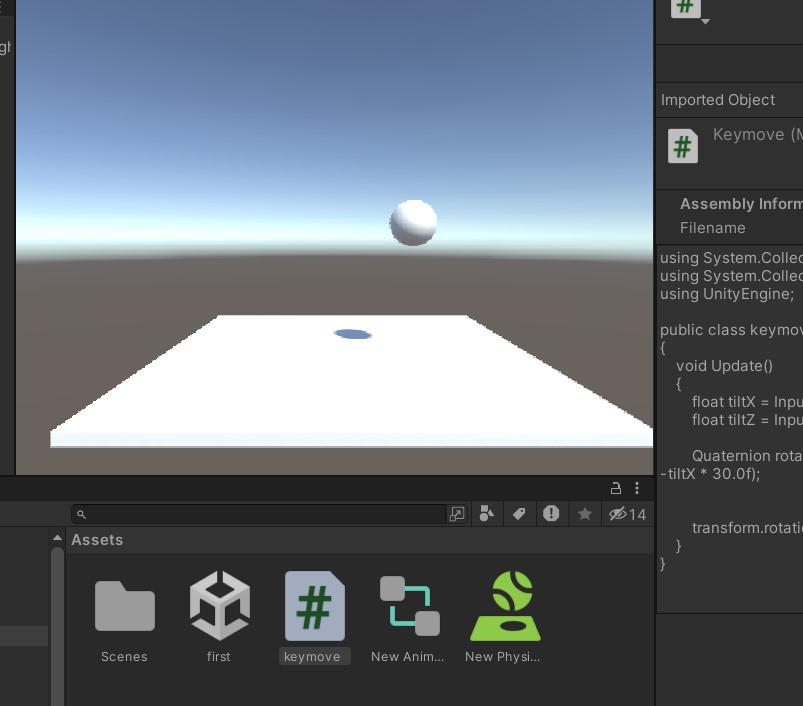 Imported Object
Keymove (M
Assembly Inform
Filename
using System.Collec
using System.Collec
using UnityEngine;
public class keymov
{
void Update()
{
float tiltX = Inpu
float tiltZ = Inpu
Quaternion rota
-tiltX * 30.0f);
transform.rotati
}
}
14
Assets
Scenes
first
keymove
New Anim...
New Physi...